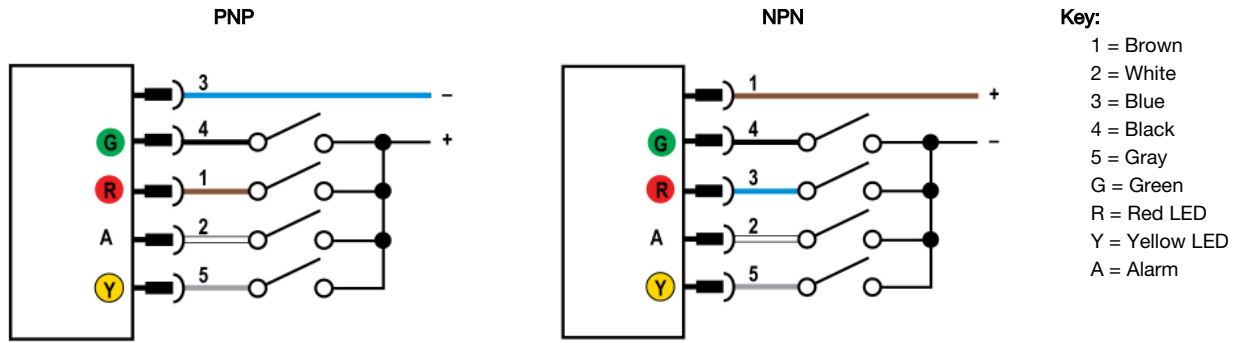 PNP
3
–
G
4
+
R
1
A
2
Y
5
NPN
1
+
G
4
–
R
3
A
2
Y
5
Key:
1 = Brown
2 = White
3 = Blue
4 = Black
5 = Gray
G = Green
R = Red LED
Y = Yellow LED
A = Alarm